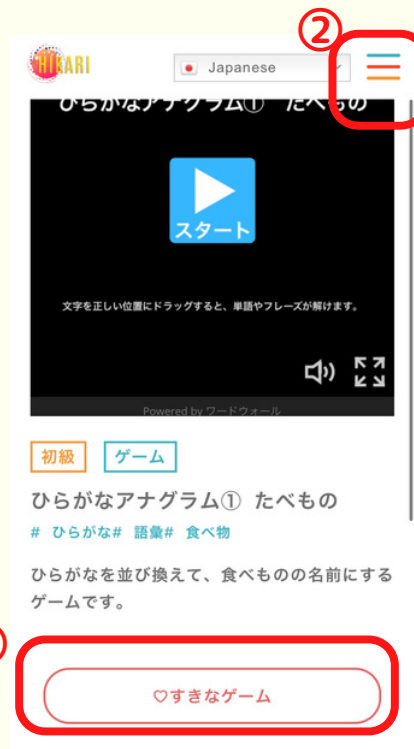 ②
HIKARI
Japanese
ひらがなアナグラム① たべもの
スタート
文字を正しい位置にドラッグすると、単語やフレーズが解けます。
Powered by ワードウォール
初級 ゲーム
ひらがなアナグラム① たべもの
# ひらがな# 語彙# 食べ物
ひらがなを並び換えて、食べものの名前にする
ゲームです。
♡すきなゲーム